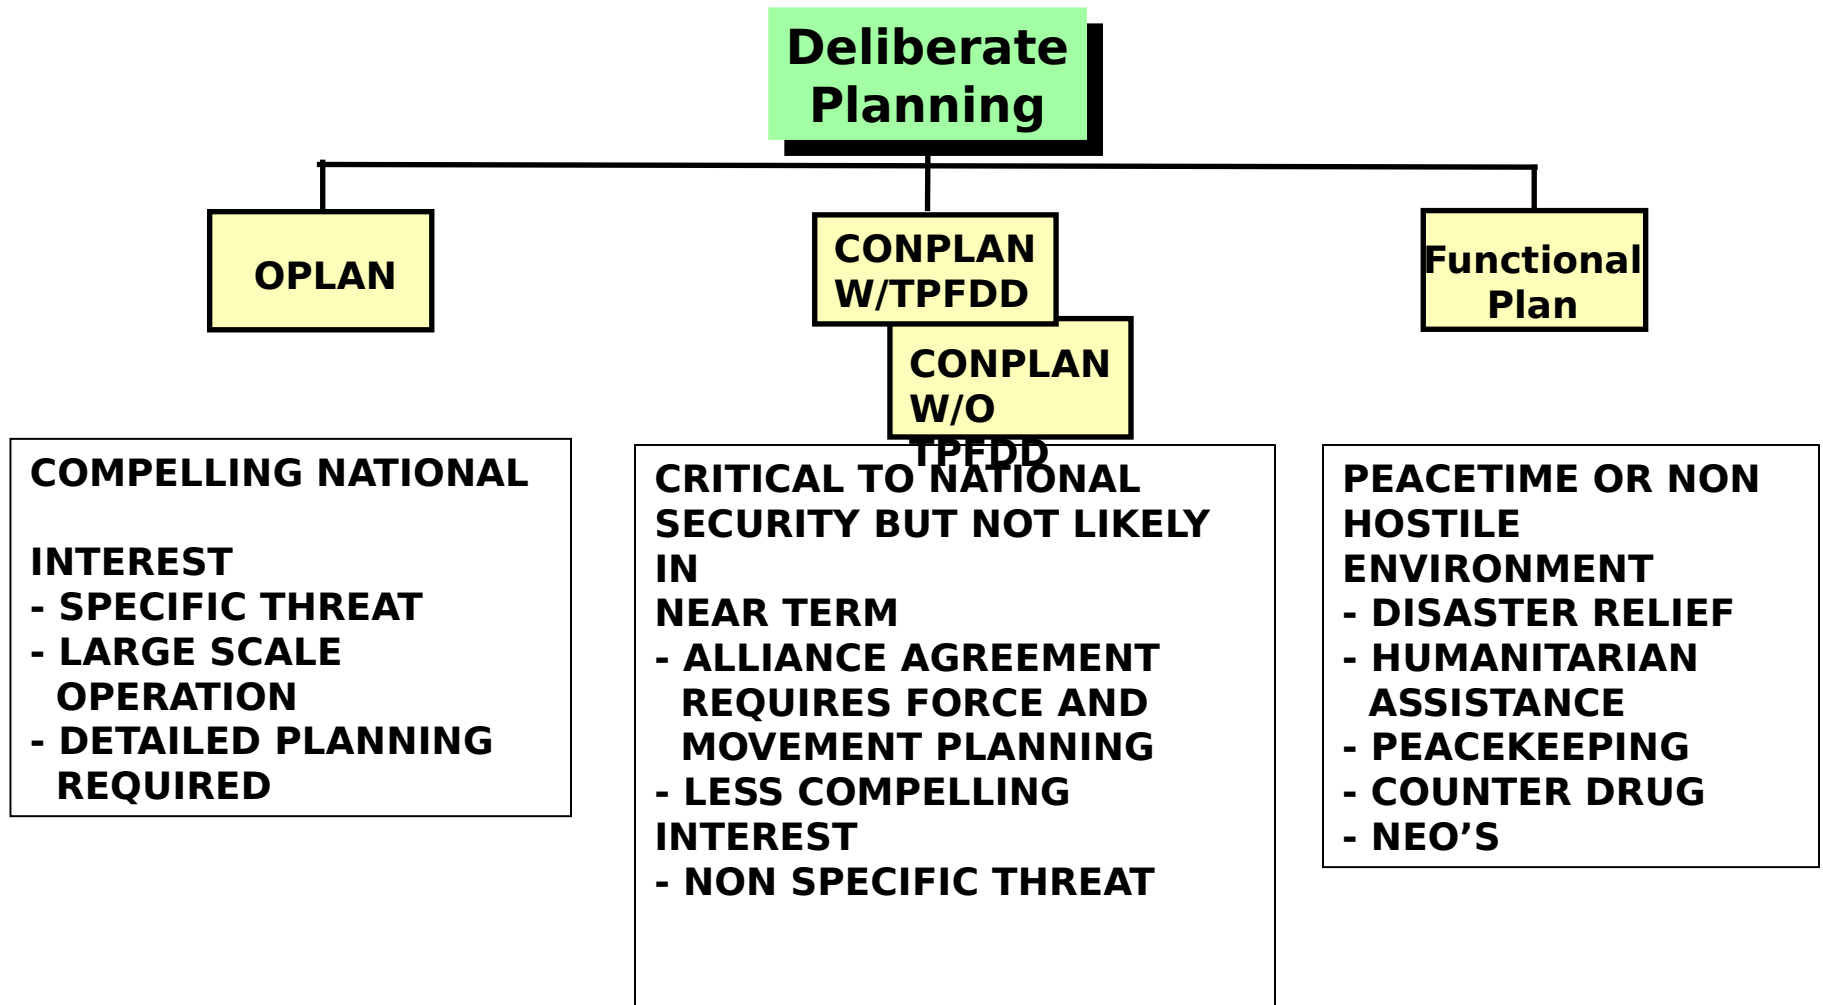 Deliberate
Planning
OPLAN
CONPLAN
W/TPFDD
CONPLAN
W/O
TPFDD
Functional
Plan
COMPELLING NATIONAL
INTEREST
- SPECIFIC THREAT
- LARGE SCALE
OPERATION
- DETAILED PLANNING
REQUIRED
CRITICAL TO NATIONAL
SECURITY BUT NOT LIKELY
IN
NEAR TERM
- ALLIANCE AGREEMENT
REQUIRES FORCE AND
MOVEMENT PLANNING
- LESS COMPELLING
INTEREST
- NON SPECIFIC THREAT
PEACETIME OR NON
HOSTILE
ENVIRONMENT
- DISASTER RELIEF
- HUMANITARIAN
ASSISTANCE
- PEACEKEEPING
- COUNTER DRUG
- NEO’S